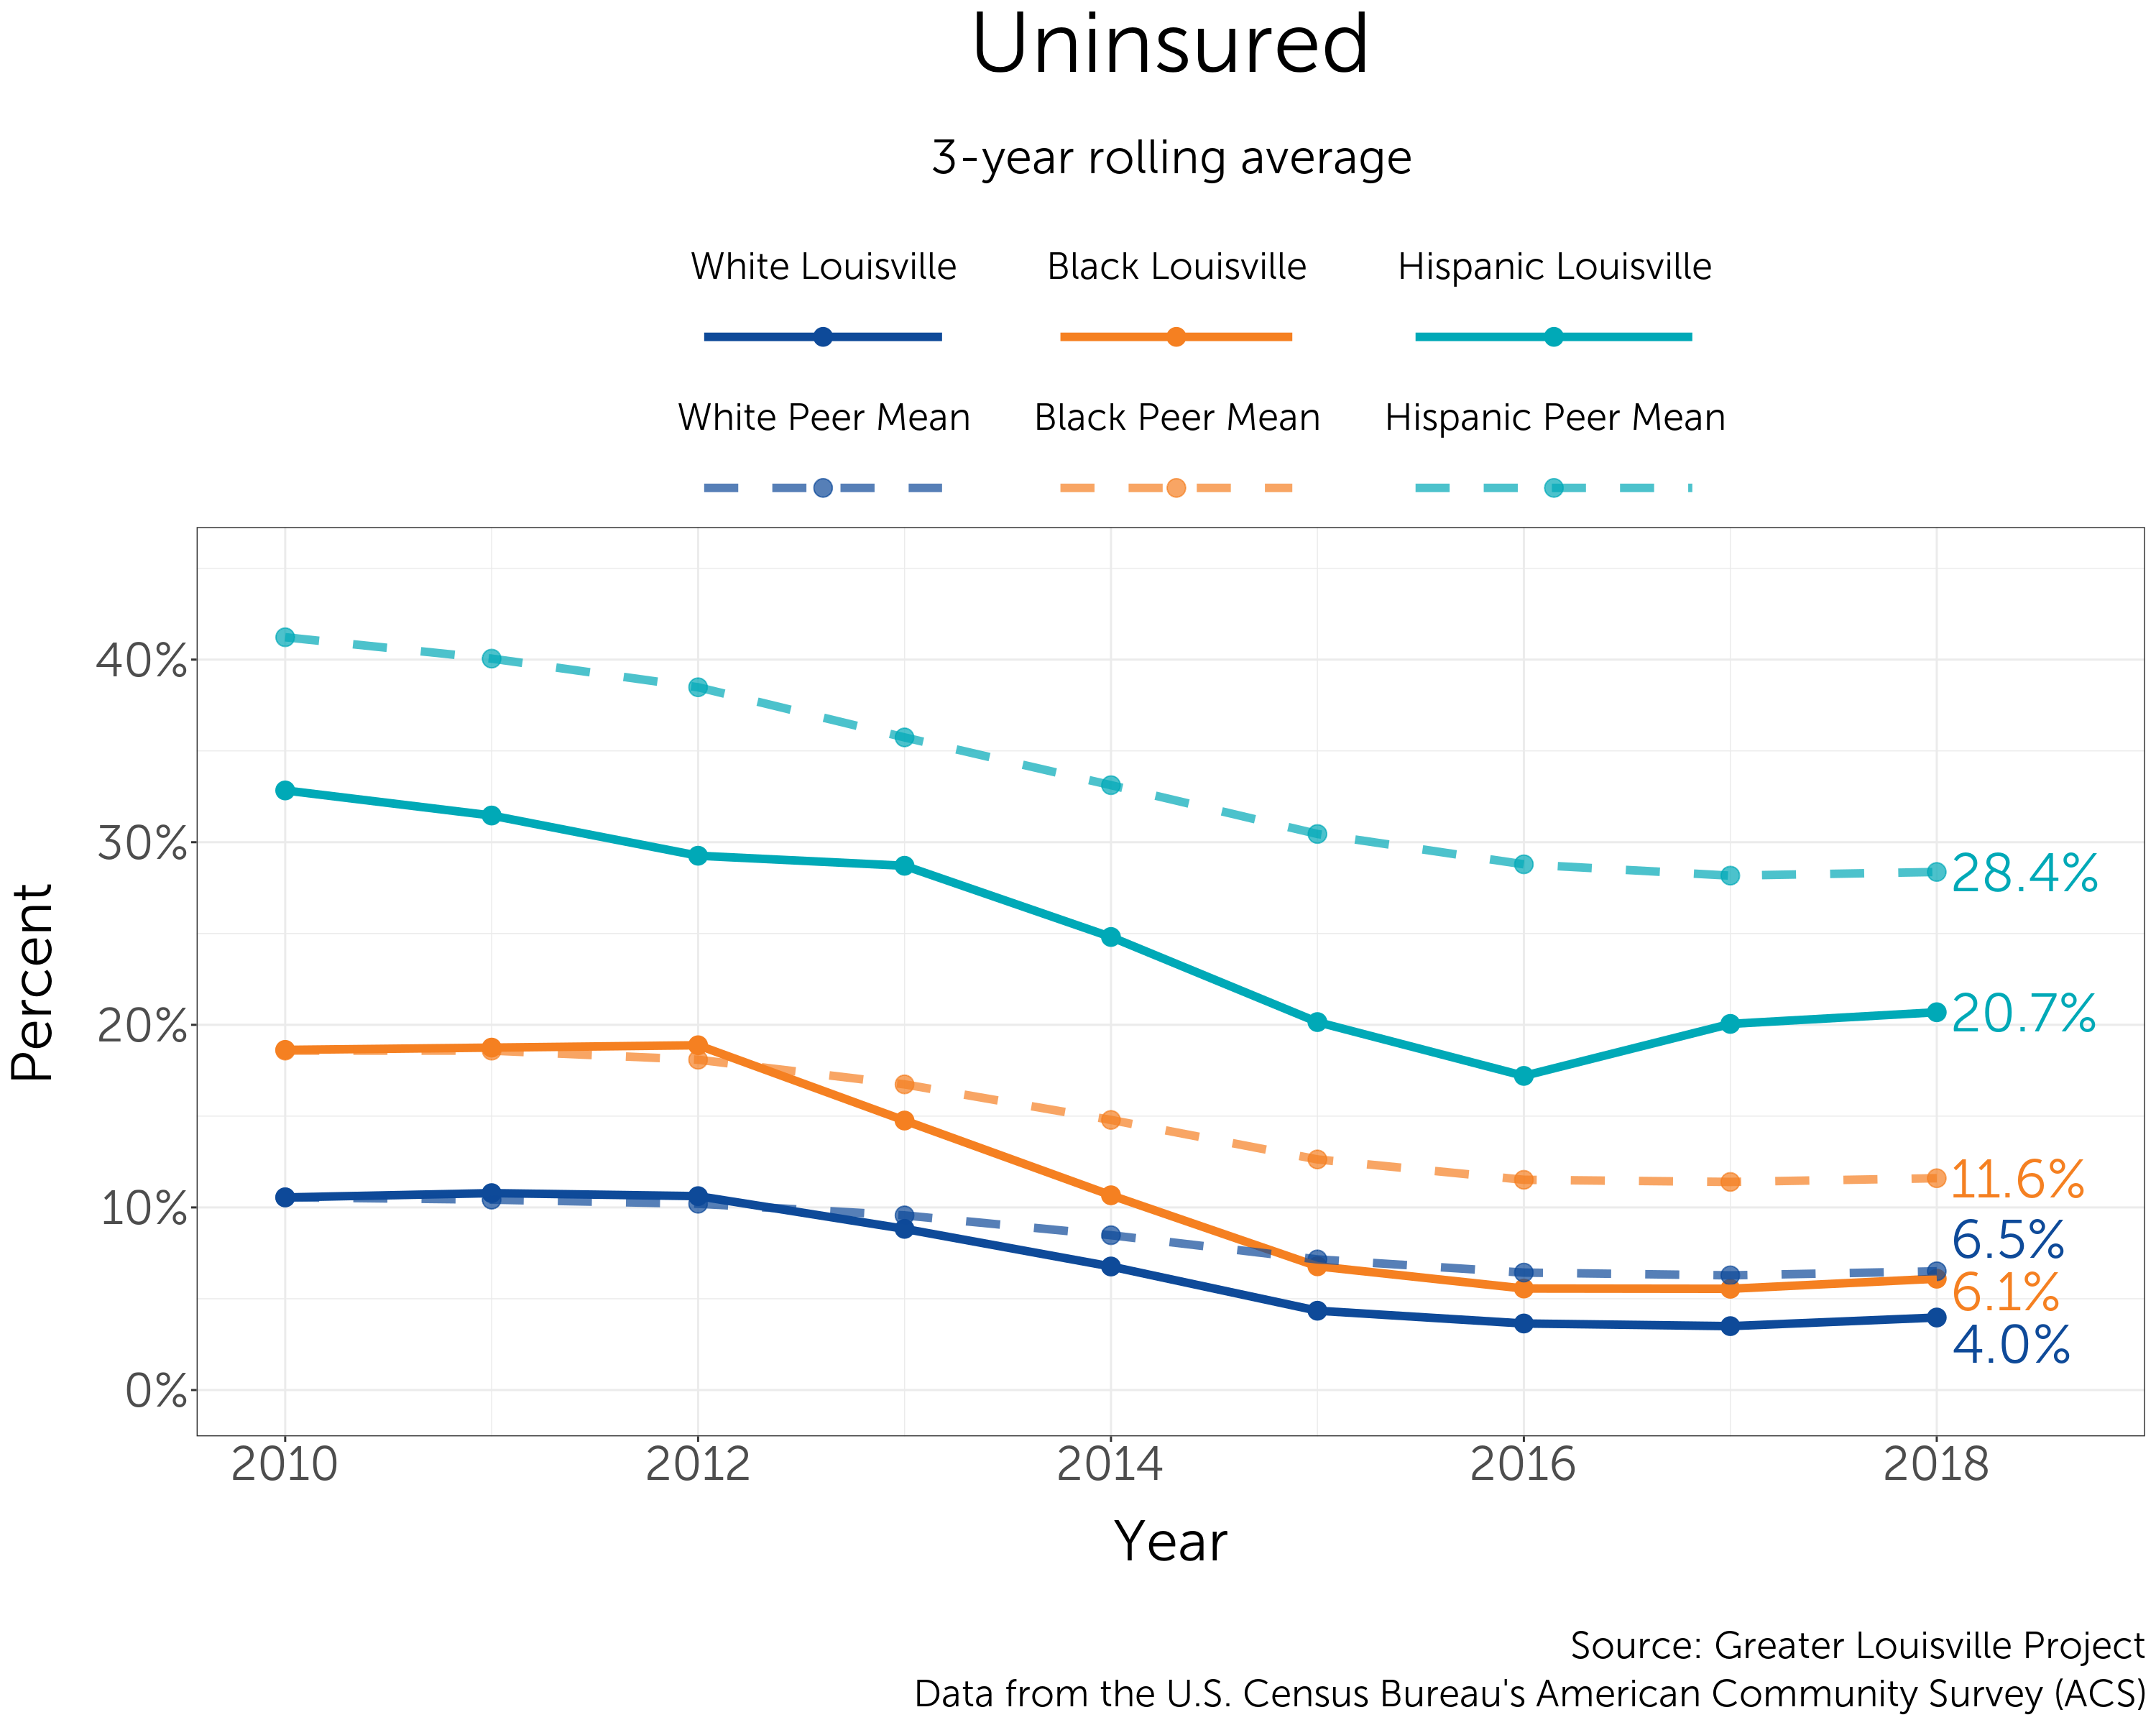 Uninsured
3-year rolling average
White Louisville Black Louisville Hispanic Louisville
White Peer Mean Black Peer Mean Hispanic Peer Mean
Percent
40%
30%
20%
10%
0%
28.4%
20.7%
11.6%
6.5%
6.1%
4.0%
2010 2012 2014 2016 2018
Year
Source: Greater Louisville Project
Data from the U.S. Census Bureau's American Community Survey (ACS)